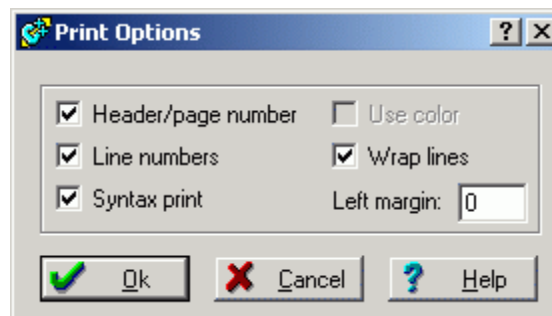 Print Options
Header/page number Use color
Line numbers Wrap lines
Syntax print Left margin: 0
Ok Cancel Help